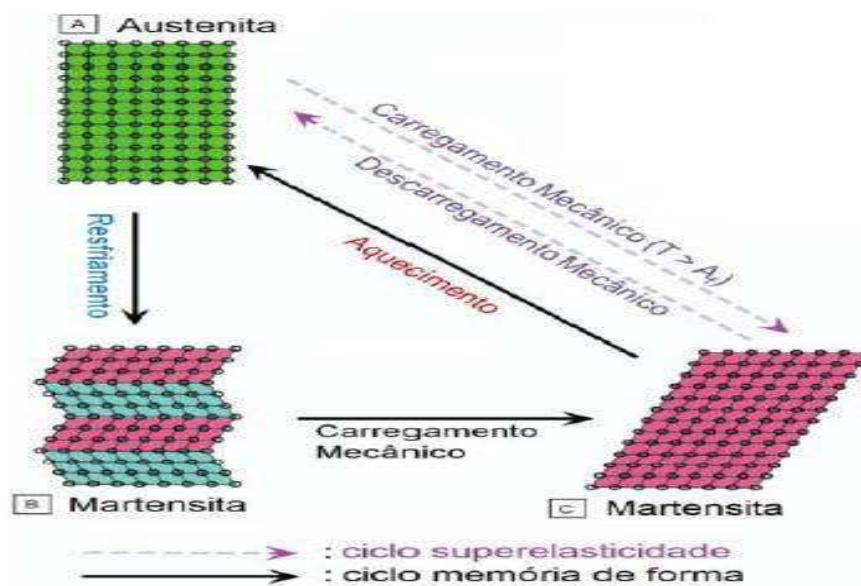 A Austenita
Carregamento Mecânico (T > Af)
Descarregamento Mecânico
Aquecimento
Resfriamento
Carregamento
Mecânico
B Martensita
C Martensita
: ciclo superelasticidade
: ciclo memória de forma